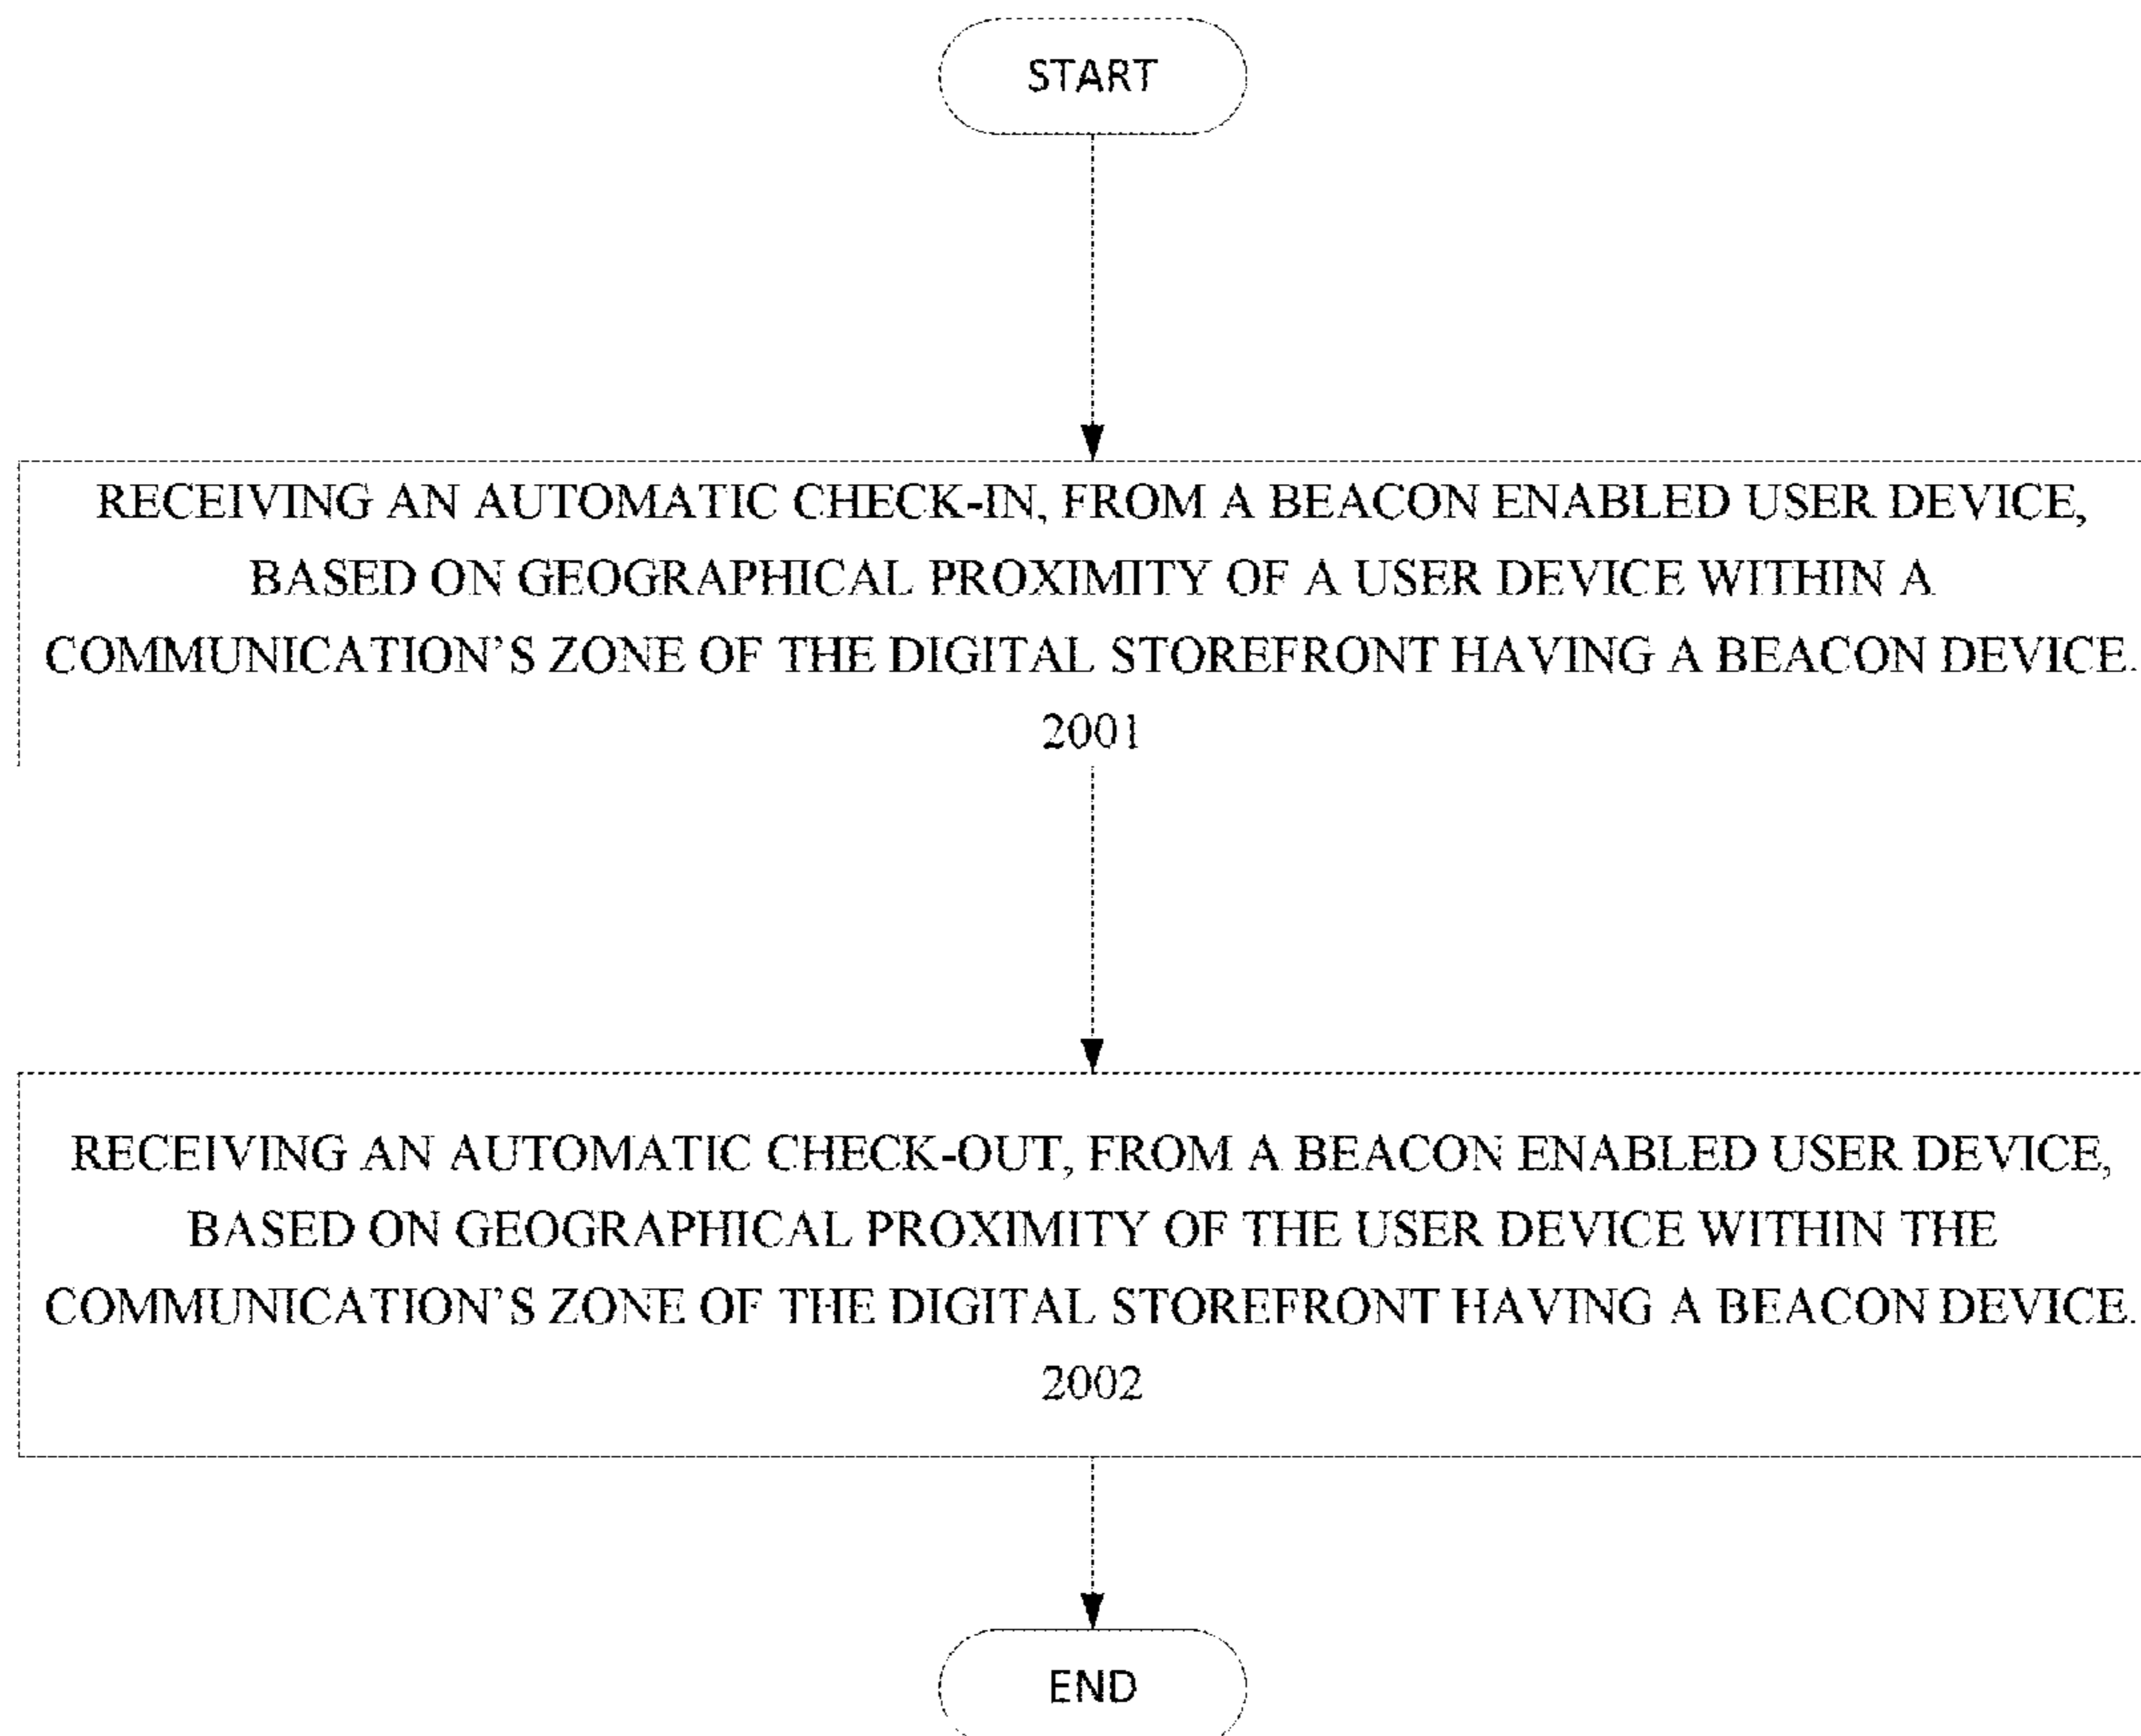 START
RECEIVING AN AUTOMATIC CHECK-IN, FROM A BEACON ENABLED USER DEVICE,
BASED ON GEOGRAPHICAL PROXIMITY OF A USER DEVICE WITHIN A
COMMUNICATION'S ZONE OF THE DIGITAL STOREFRONT HAVING A BEACON DEVICE.
2001
RECEIVING AN AUTOMATIC CHECK-OUT, FROM A BEACON ENABLED USER DEVICE,
BASED ON GEOGRAPHICAL PROXIMITY OF THE USER DEVICE WITHIN THE
COMMUNICATION'S ZONE OF THE DIGITAL STOREFRONT HAVING A BEACON DEVICE.
2002
END